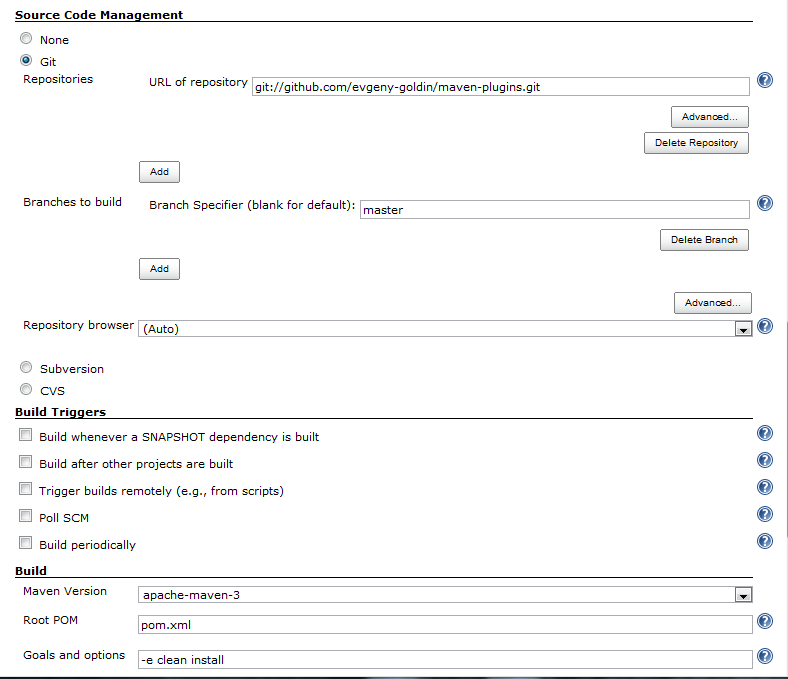 Source Code Management
None
Git
Repositories URL of repository git://github.com/evgeny-goldin/maven-plugins.git
Advanced...
Delete Repository
Add
Branches to build Branch Specifier (blank for default): master
Delete Branch
Add
Advanced...
Repository browser (Auto)
Subversion
CVS
Build Triggers
Build whenever a SNAPSHOT dependency is built
Build after other projects are built
Trigger builds remotely (e.g., from scripts)
Poll SCM
Build periodically
Build
Maven Version apache-maven-3
Root POM pom.xml
Goals and options -e clean install